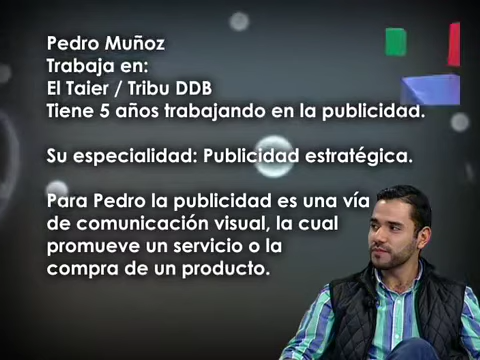 Pedro Muñoz
Trabaja en:
El Taier / Tribu DDB
Tiene 5 años trabajando en la publicidad.
Su especialidad: Publicidad estratégica.
Para Pedro la publicidad es una vía
de comunicación visual, la cual
promueve un servicio o la
compra de un producto.